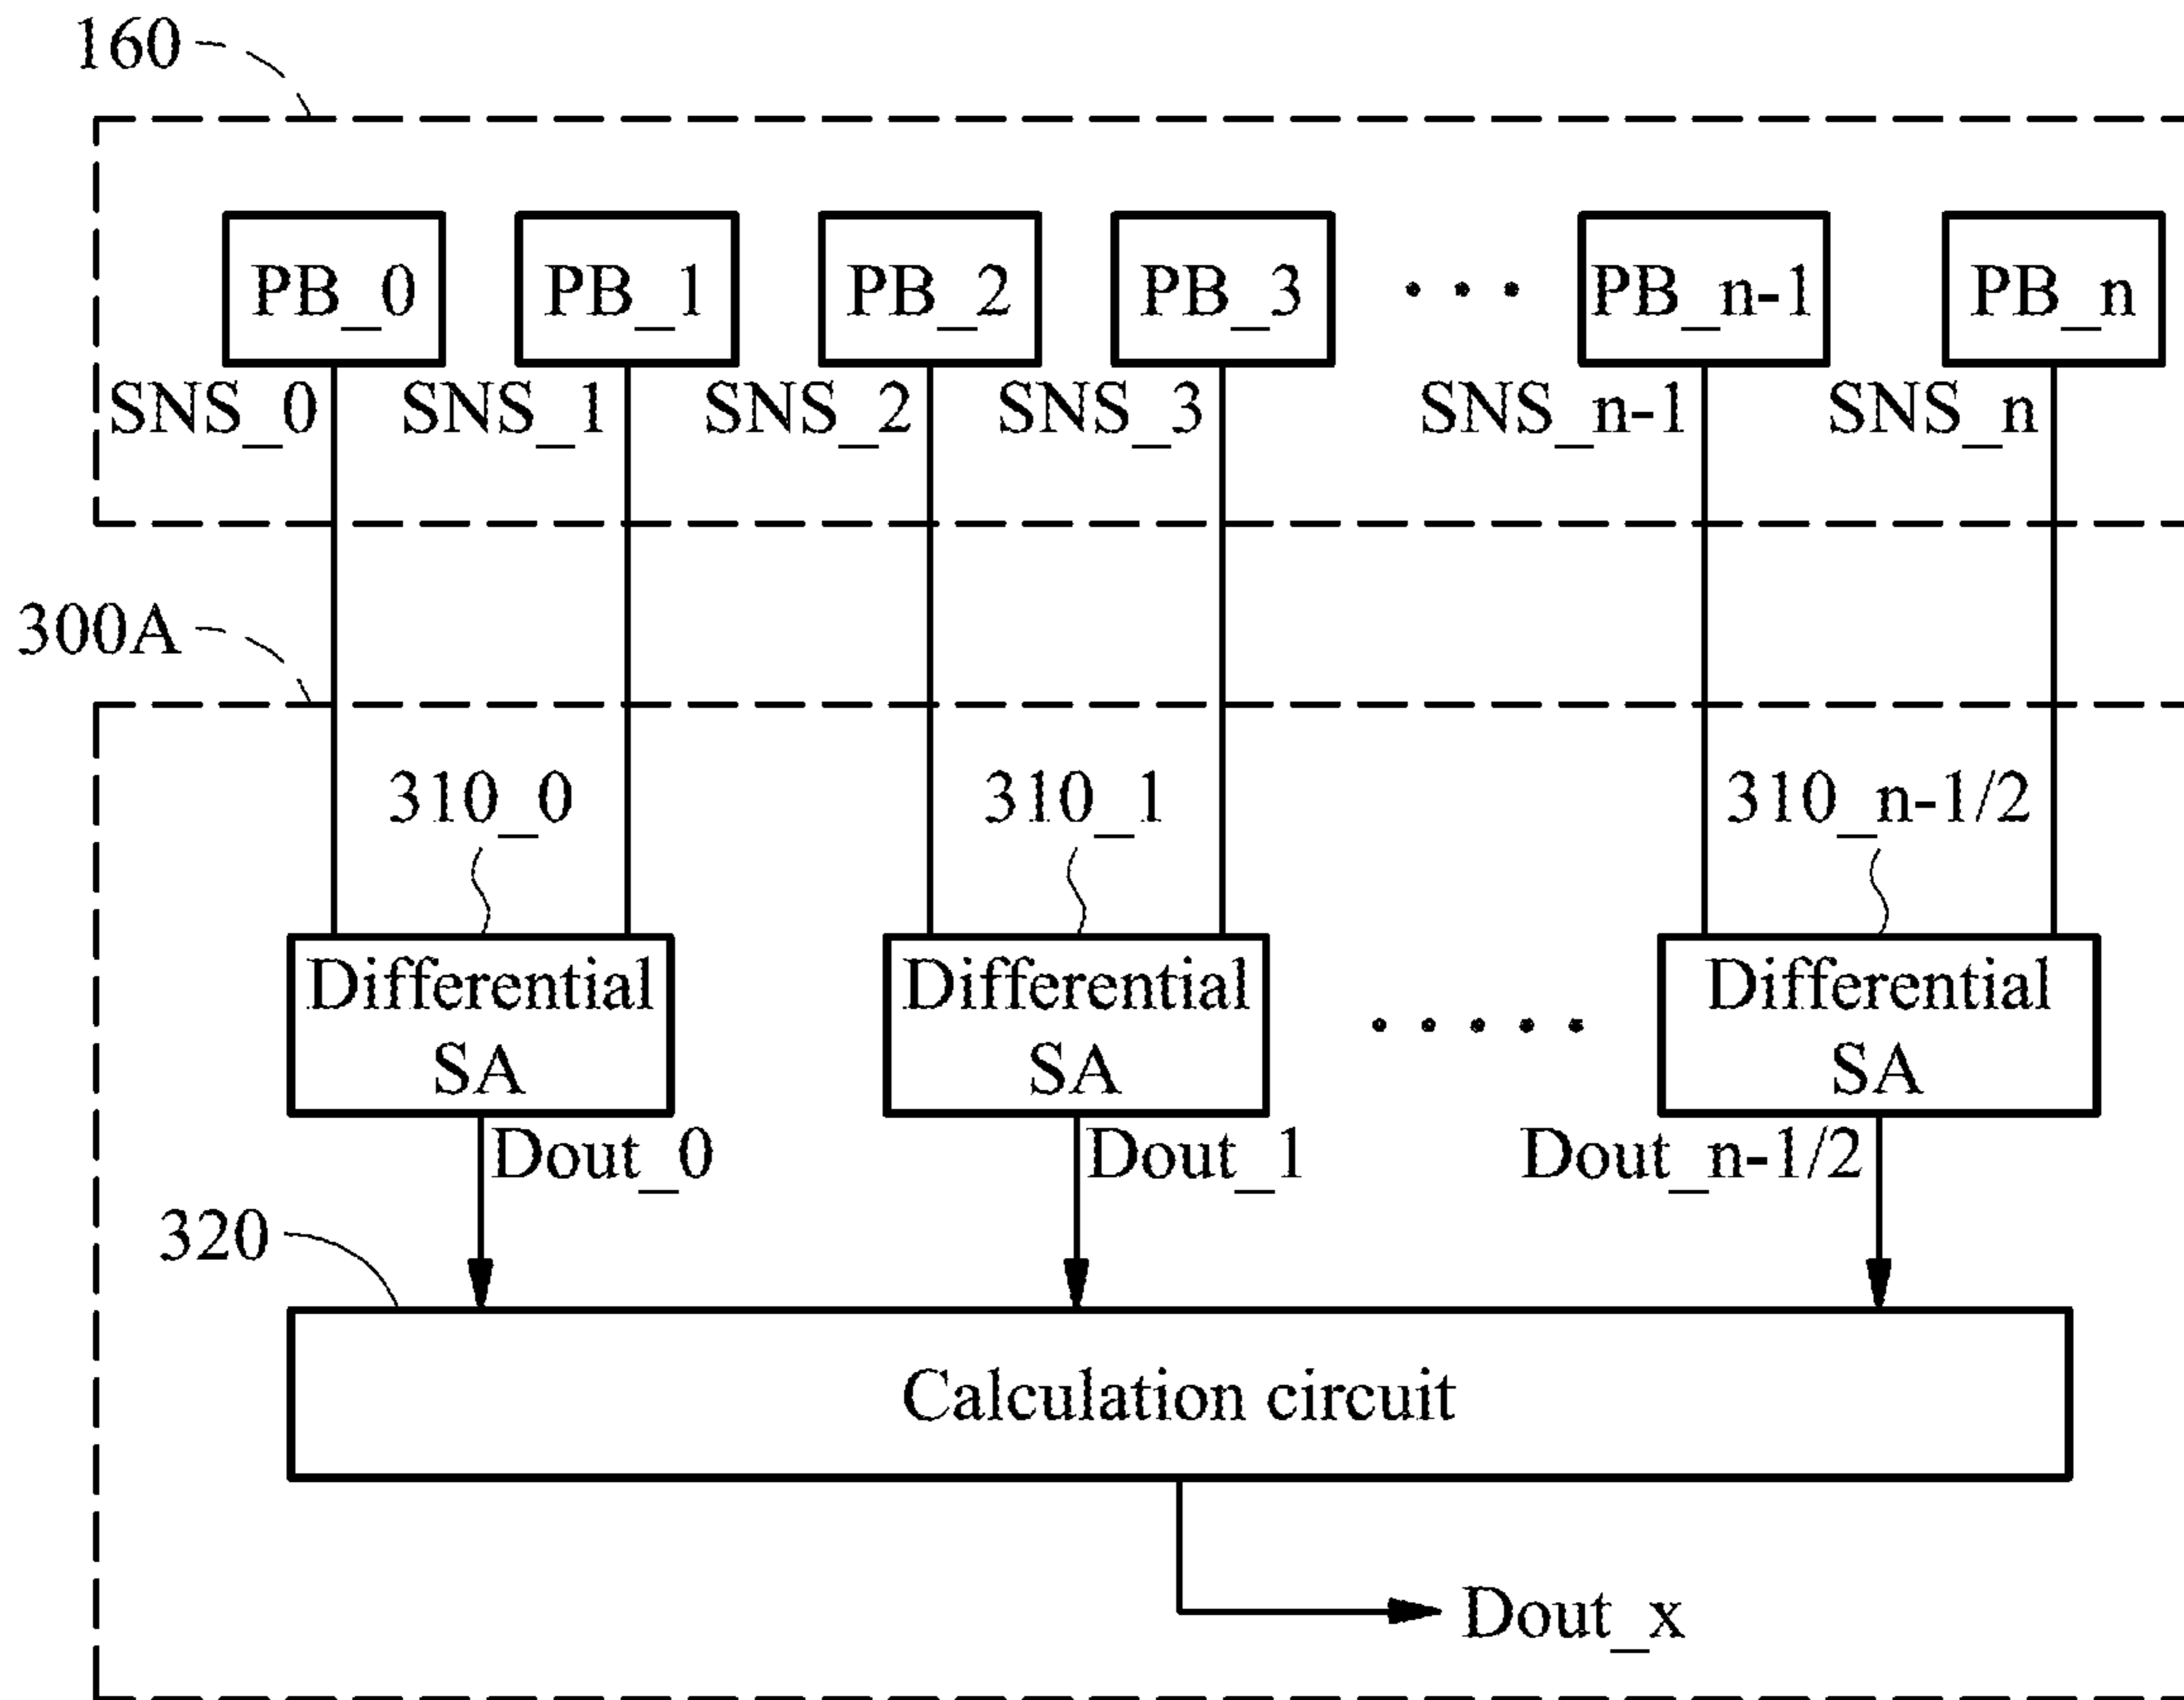 160
PB_0 PB_1 PB_2 PB_3 • • • PB_n-1 PB_n
SNS_0 SNS_1 SNS_2 SNS_3 SNS_n-1 SNS_n
300A
310_0 310_1 310_n-1/2
Differential SA
Differential SA
• • • • •
Differential SA
Dout_0 Dout_1 Dout_n-1/2
320
Calculation circuit
Dout_x